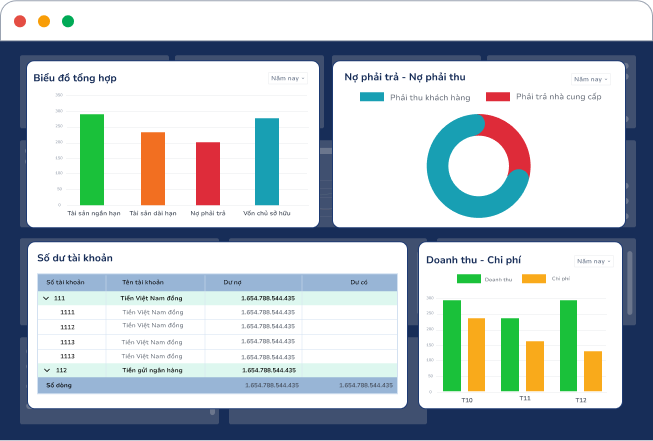 Biểu đồ tổng hợp
Năm nay
350
300
250
200
150
100
50
0
Tài sản ngắn hạn
Tài sản dài hạn
Nợ phải trả
Vốn chủ sở hữu
Nợ phải trả - Nợ phải thu
Năm nay
Phải thu khách hàng
Phải trả nhà cung cấp
Số dư tài khoản
Số tài khoản Tên tài khoản Dư nợ Dư có
111 Tiền Việt Nam đồng 1.654.788.544.435
1111 Tiền Việt Nam đồng 1.654.788.544.435
1112 Tiền Việt Nam đồng 1.654.788.544.435
1113 Tiền Việt Nam đồng 1.654.788.544.435
1113 Tiền Việt Nam đồng 1.654.788.544.435
112 Tiền gửi ngân hàng 1.654.788.544.435
Số dòng 1.654.788.544.435 1.654.788.544.435
Doanh thu - Chi phí
Năm nay
Doanh thu
Chi phí
300
250
200
150
100
50
0
T10
T11
T12